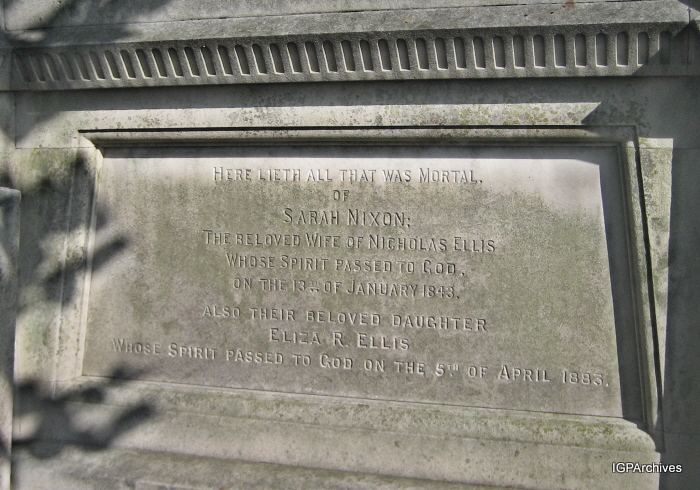 HERE LIETH ALL THAT WAS MORTAL,
OF
SARAH NIXON;
THE BELOVED WIFE OF NICHOLAS ELLIS
WHOSE SPIRIT PASSED TO GOD,
ON THE 13TH OF JANUARY 1843.
ALSO THEIR BELOVED DAUGHTER
ELIZA R. ELLIS
WHOSE SPIRIT PASSED TO GOD ON THE 5TH OF APRIL 1883.
IGPArchives